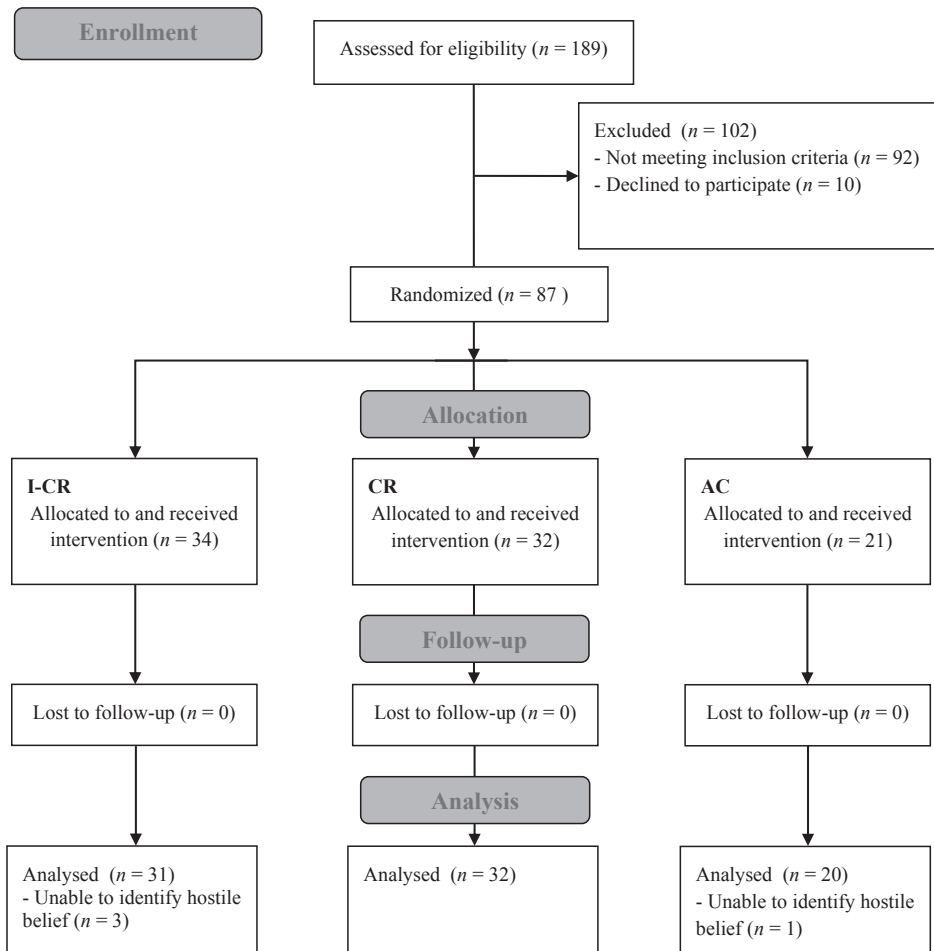 Enrollment
Assessed for eligibility (n = 189)
Excluded (n = 102)
- Not meeting inclusion criteria (n = 92)
- Declined to participate (n = 10)
Randomized (n = 87 )
Allocation
I-CR
Allocated to and received
intervention (n = 34)
CR
Allocated to and received
intervention (n = 32)
AC
Allocated to and received
intervention (n = 21)
Follow-up
Lost to follow-up (n = 0)
Lost to follow-up (n = 0)
Lost to follow-up (n = 0)
Analysis
Analysed (n = 31)
- Unable to identify hostile
belief (n = 3)
Analysed (n = 32)
Analysed (n = 20)
- Unable to identify hostile
belief (n = 1)